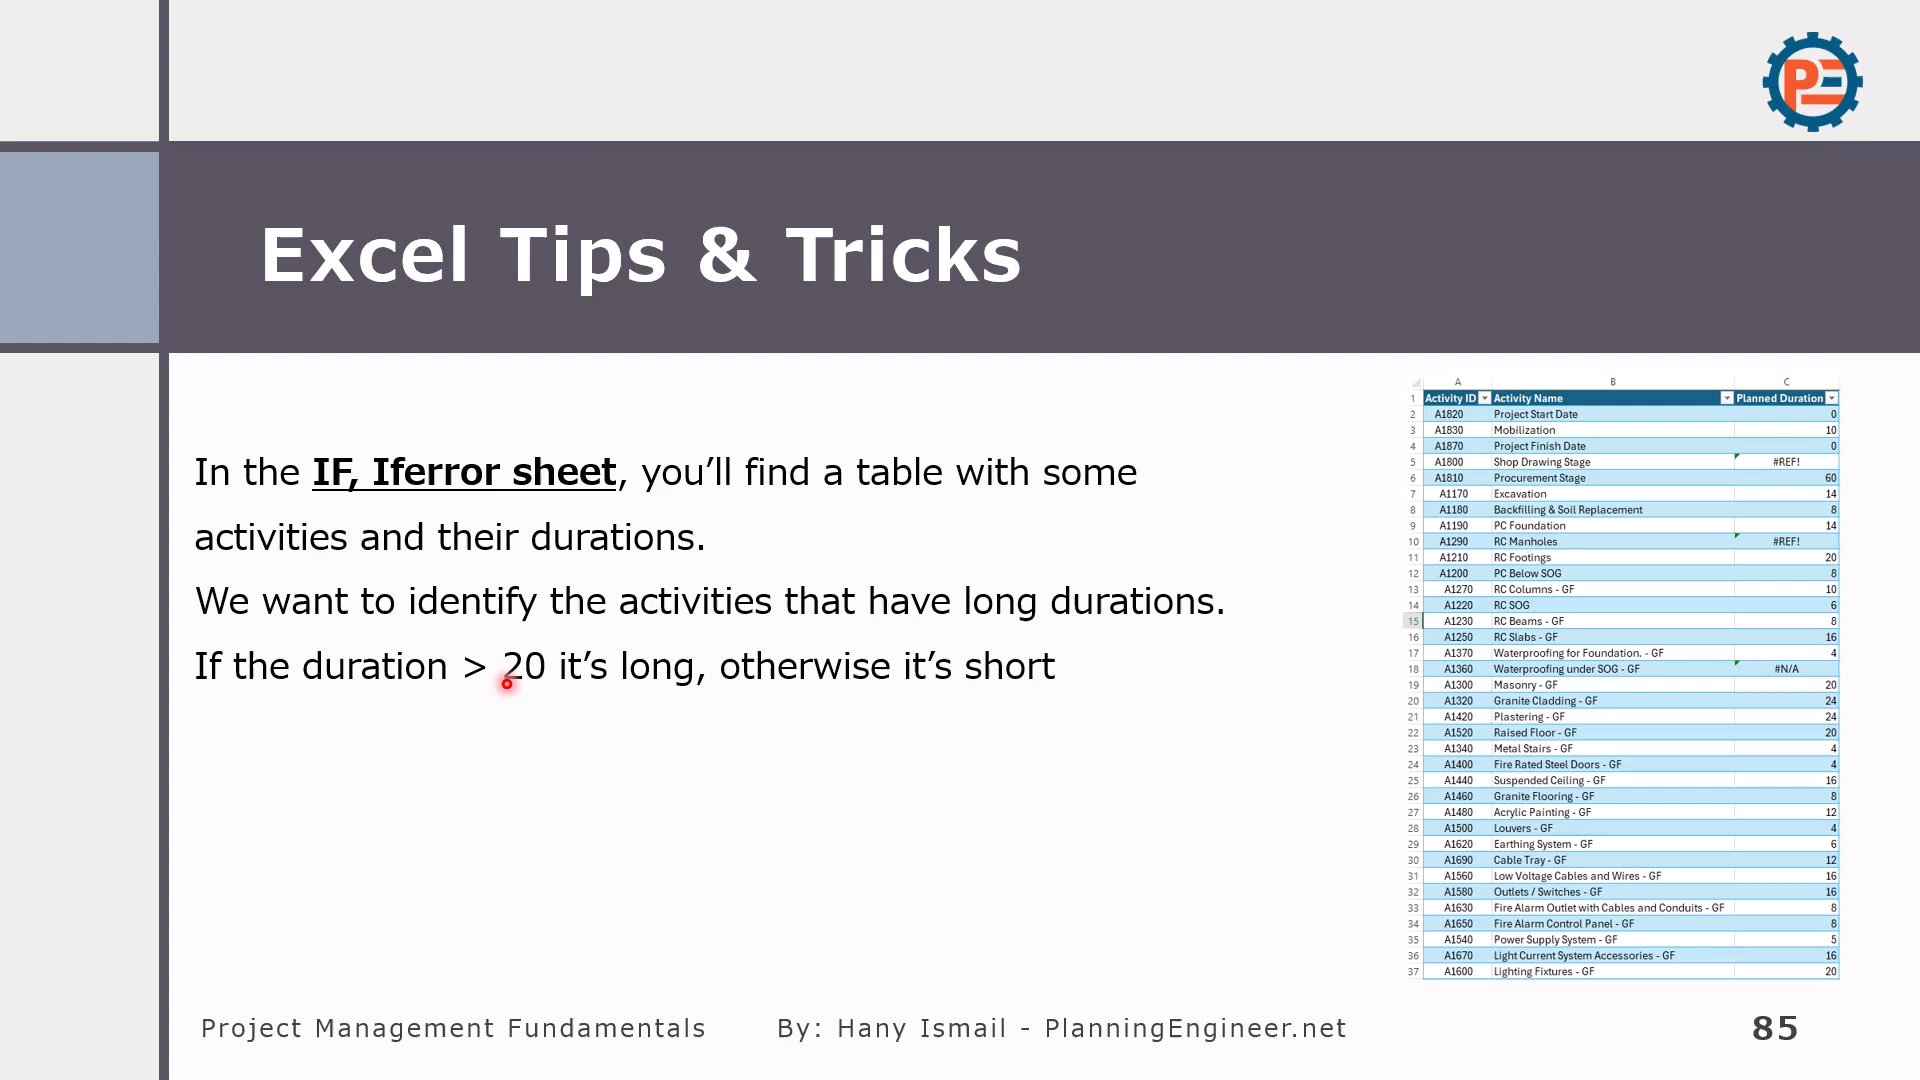 PE
Excel Tips & Tricks
In the IF, Iferror sheet, you’ll find a table with some
activities and their durations.
We want to identify the activities that have long durations.
If the duration > 20 it’s long, otherwise it’s short
A B C
1 Activity ID Activity Name Planned Duration
2 A1820 Project Start Date 0
3 A1830 Mobilization 10
4 A1870 Project Finish Date 0
5 A1800 Shop Drawing Stage #REF!
6 A1810 Procurement Stage 60
7 A1170 Excavation 14
8 A1180 Backfilling & Soil Replacement 8
9 A1190 PC Foundation 14
10 A1290 RC Manholes #REF!
11 A1210 RC Footings 20
12 A1200 PC Below SOG 8
13 A1270 RC Columns - GF 10
14 A1220 RC SOG 6
15 A1230 RC Beams - GF 8
16 A1250 RC Slabs - GF 16
17 A1370 Waterproofing for Foundation. - GF 4
18 A1360 Waterproofing under SOG - GF #N/A
19 A1300 Masonry - GF 20
20 A1320 Granite Cladding - GF 24
21 A1420 Plastering - GF 24
22 A1520 Raised Floor - GF 20
23 A1340 Metal Stairs - GF 4
24 A1400 Fire Rated Steel Doors - GF 4
25 A1440 Suspended Ceiling - GF 16
26 A1460 Granite Flooring - GF 8
27 A1480 Acrylic Painting - GF 12
28 A1500 Louvers - GF 4
29 A1620 Earthing System - GF 6
30 A1690 Cable Tray - GF 12
31 A1560 Low Voltage Cables and Wires - GF 16
32 A1580 Outlets / Switches - GF 16
33 A1630 Fire Alarm Outlet with Cables and Conduits - GF 8
34 A1650 Fire Alarm Control Panel - GF 8
35 A1540 Power Supply System - GF 5
36 A1670 Light Current System Accessories - GF 16
37 A1600 Lighting Fixtures - GF 20
Project Management Fundamentals By: Hany Ismail - PlanningEngineer.net 85